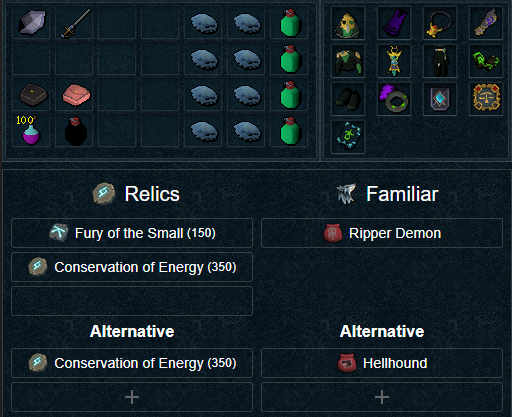 100
Relics
Familiar
Fury of the Small (150)
Ripper Demon
Conservation of Energy (350)
Alternative
Alternative
Conservation of Energy (350)
Hellhound
+
+